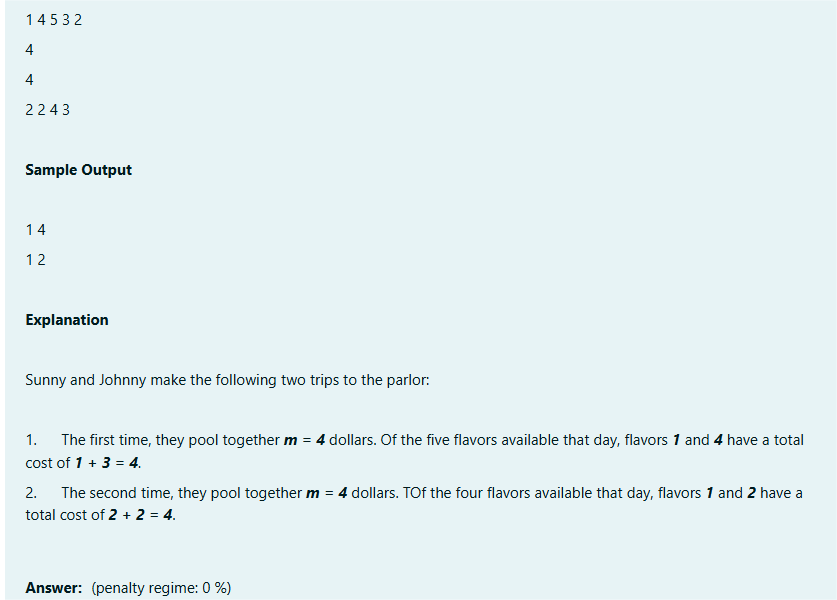 1 4 5 3 2
4
4
2 2 4 3
Sample Output
1 4
1 2
Explanation
Sunny and Johnny make the following two trips to the parlor:
1. The first time, they pool together m = 4 dollars. Of the five flavors available that day, flavors 1 and 4 have a total
cost of 1 + 3 = 4.
2. The second time, they pool together m = 4 dollars. TOf the four flavors available that day, flavors 1 and 2 have a
total cost of 2 + 2 = 4.
Answer: (penalty regime: 0 %)